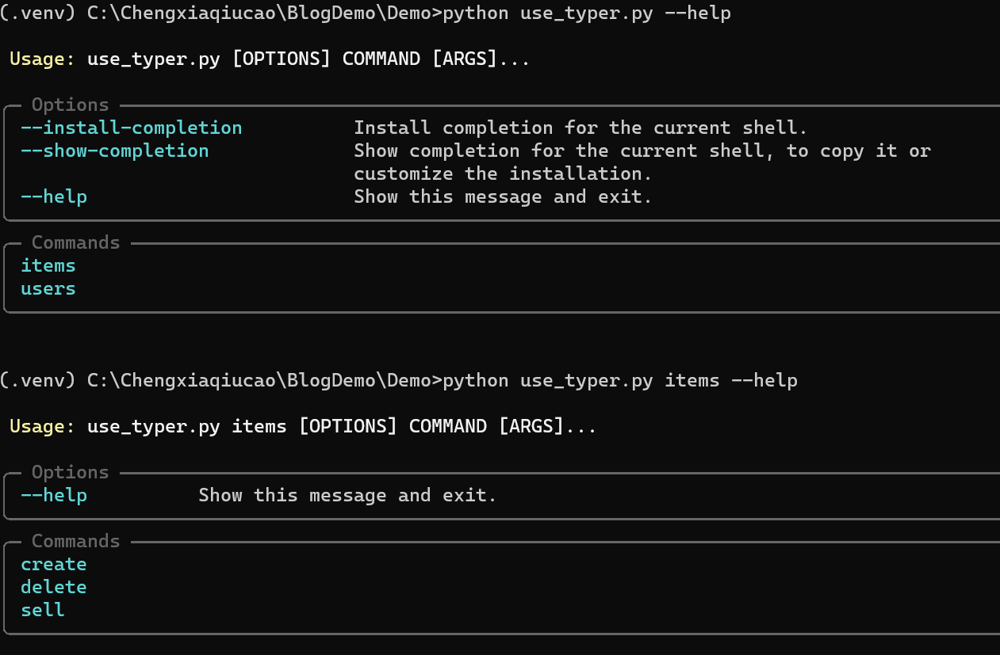 (.venv) C:\Chengxiaqiucao\BlogDemo\Demo>python use_typer.py --help
Usage: use_typer.py [OPTIONS] COMMAND [ARGS]...
Options
--install-completion Install completion for the current shell.
--show-completion Show completion for the current shell, to copy it or
customize the installation.
--help Show this message and exit.
Commands
items
users
(.venv) C:\Chengxiaqiucao\BlogDemo\Demo>python use_typer.py items --help
Usage: use_typer.py items [OPTIONS] COMMAND [ARGS]...
Options
--help Show this message and exit.
Commands
create
delete
sell